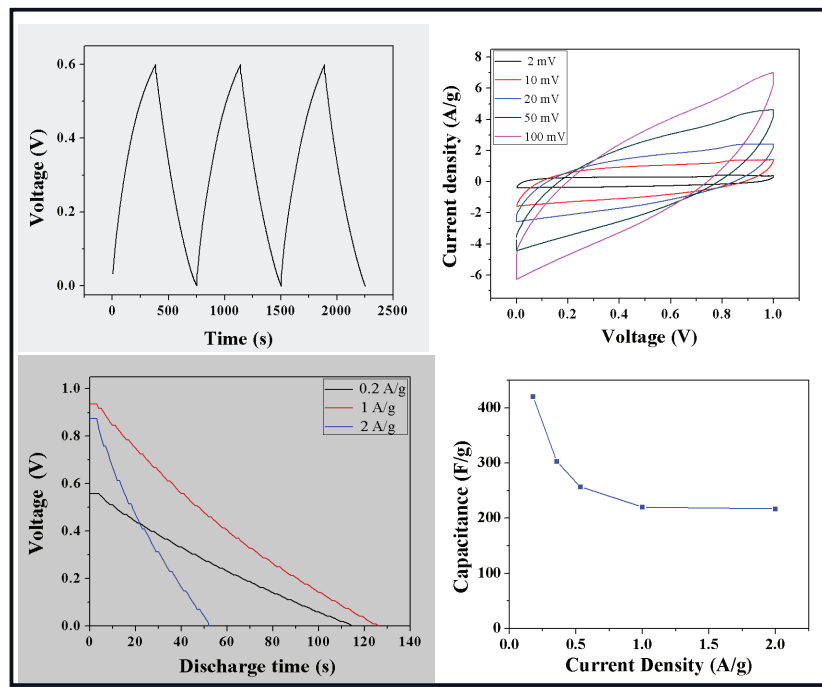 0.6
0.4
0.2
0.0
Voltage (V)
0 500 1000 1500 2000 2500
Time (s)
8
6
4
2
0
-2
-4
-6
Current density (A/g)
2 mV
10 mV
20 mV
50 mV
100 mV
0.0 0.2 0.4 0.6 0.8 1.0
Voltage (V)
1.0
0.8
0.6
0.4
0.2
0.0
Voltage (V)
0.2 A/g
1 A/g
2 A/g
0 20 40 60 80 100 120 140
Discharge time (s)
400
300
200
100
0
Capacitance (F/g)
0.0 0.5 1.0 1.5 2.0
Current Density (A/g)